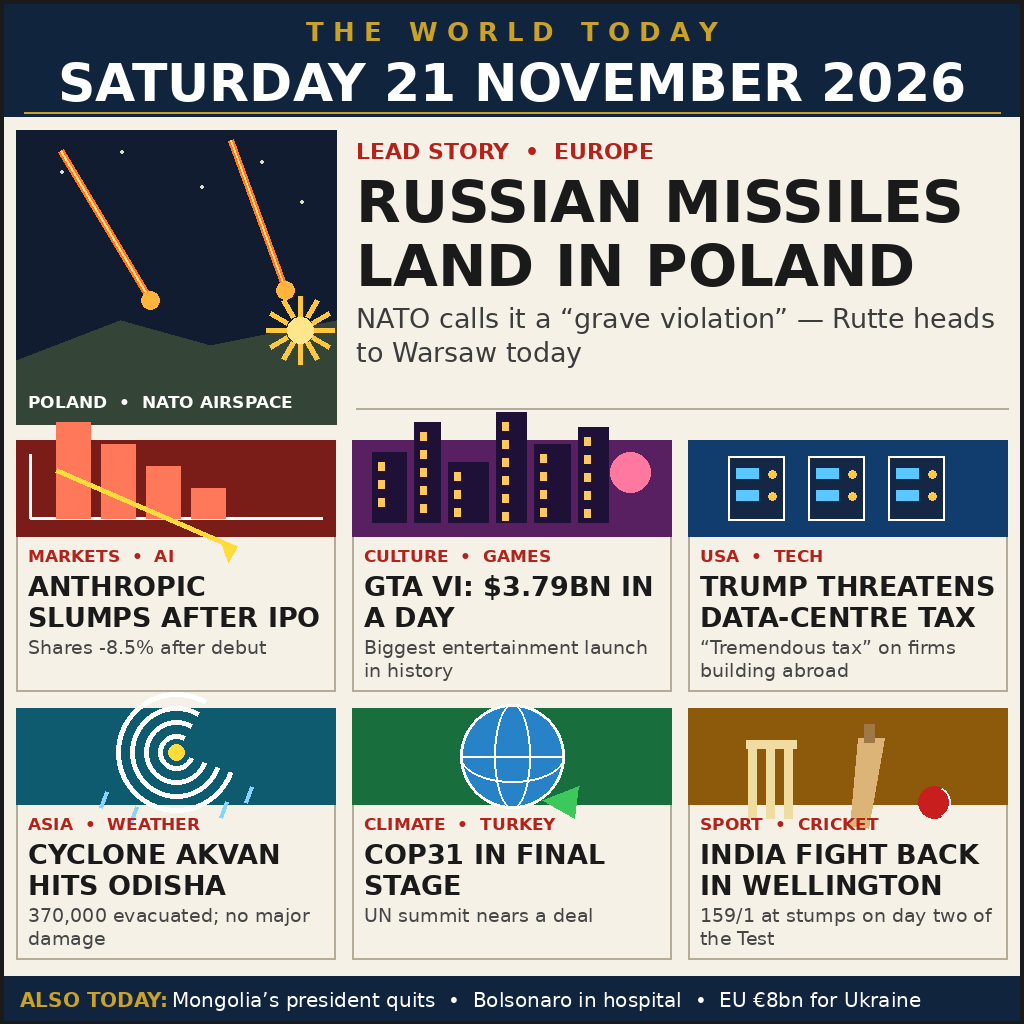 THE WORLD TODAY
SATURDAY 21 NOVEMBER 2026
LEAD STORY • EUROPE
RUSSIAN MISSILES
LAND IN POLAND
NATO calls it a “grave violation” — Rutte heads
to Warsaw today
POLAND • NATO AIRSPACE
MARKETS • AI
ANTHROPIC
SLUMPS AFTER IPO
Shares -8.5% after debut
CULTURE • GAMES
GTA VI: $3.79BN IN
A DAY
Biggest entertainment launch
in history
USA • TECH
TRUMP THREATENS
DATA-CENTRE TAX
“Tremendous tax” on firms
building abroad
ASIA • WEATHER
CYCLONE AKVAN
HITS ODISHA
370,000 evacuated; no major
damage
CLIMATE • TURKEY
COP31 IN FINAL
STAGE
UN summit nears a deal
SPORT • CRICKET
INDIA FIGHT BACK
IN WELLINGTON
159/1 at stumps on day two of
the Test
ALSO TODAY: Mongolia’s president quits • Bolsonaro in hospital • EU €8bn for Ukraine